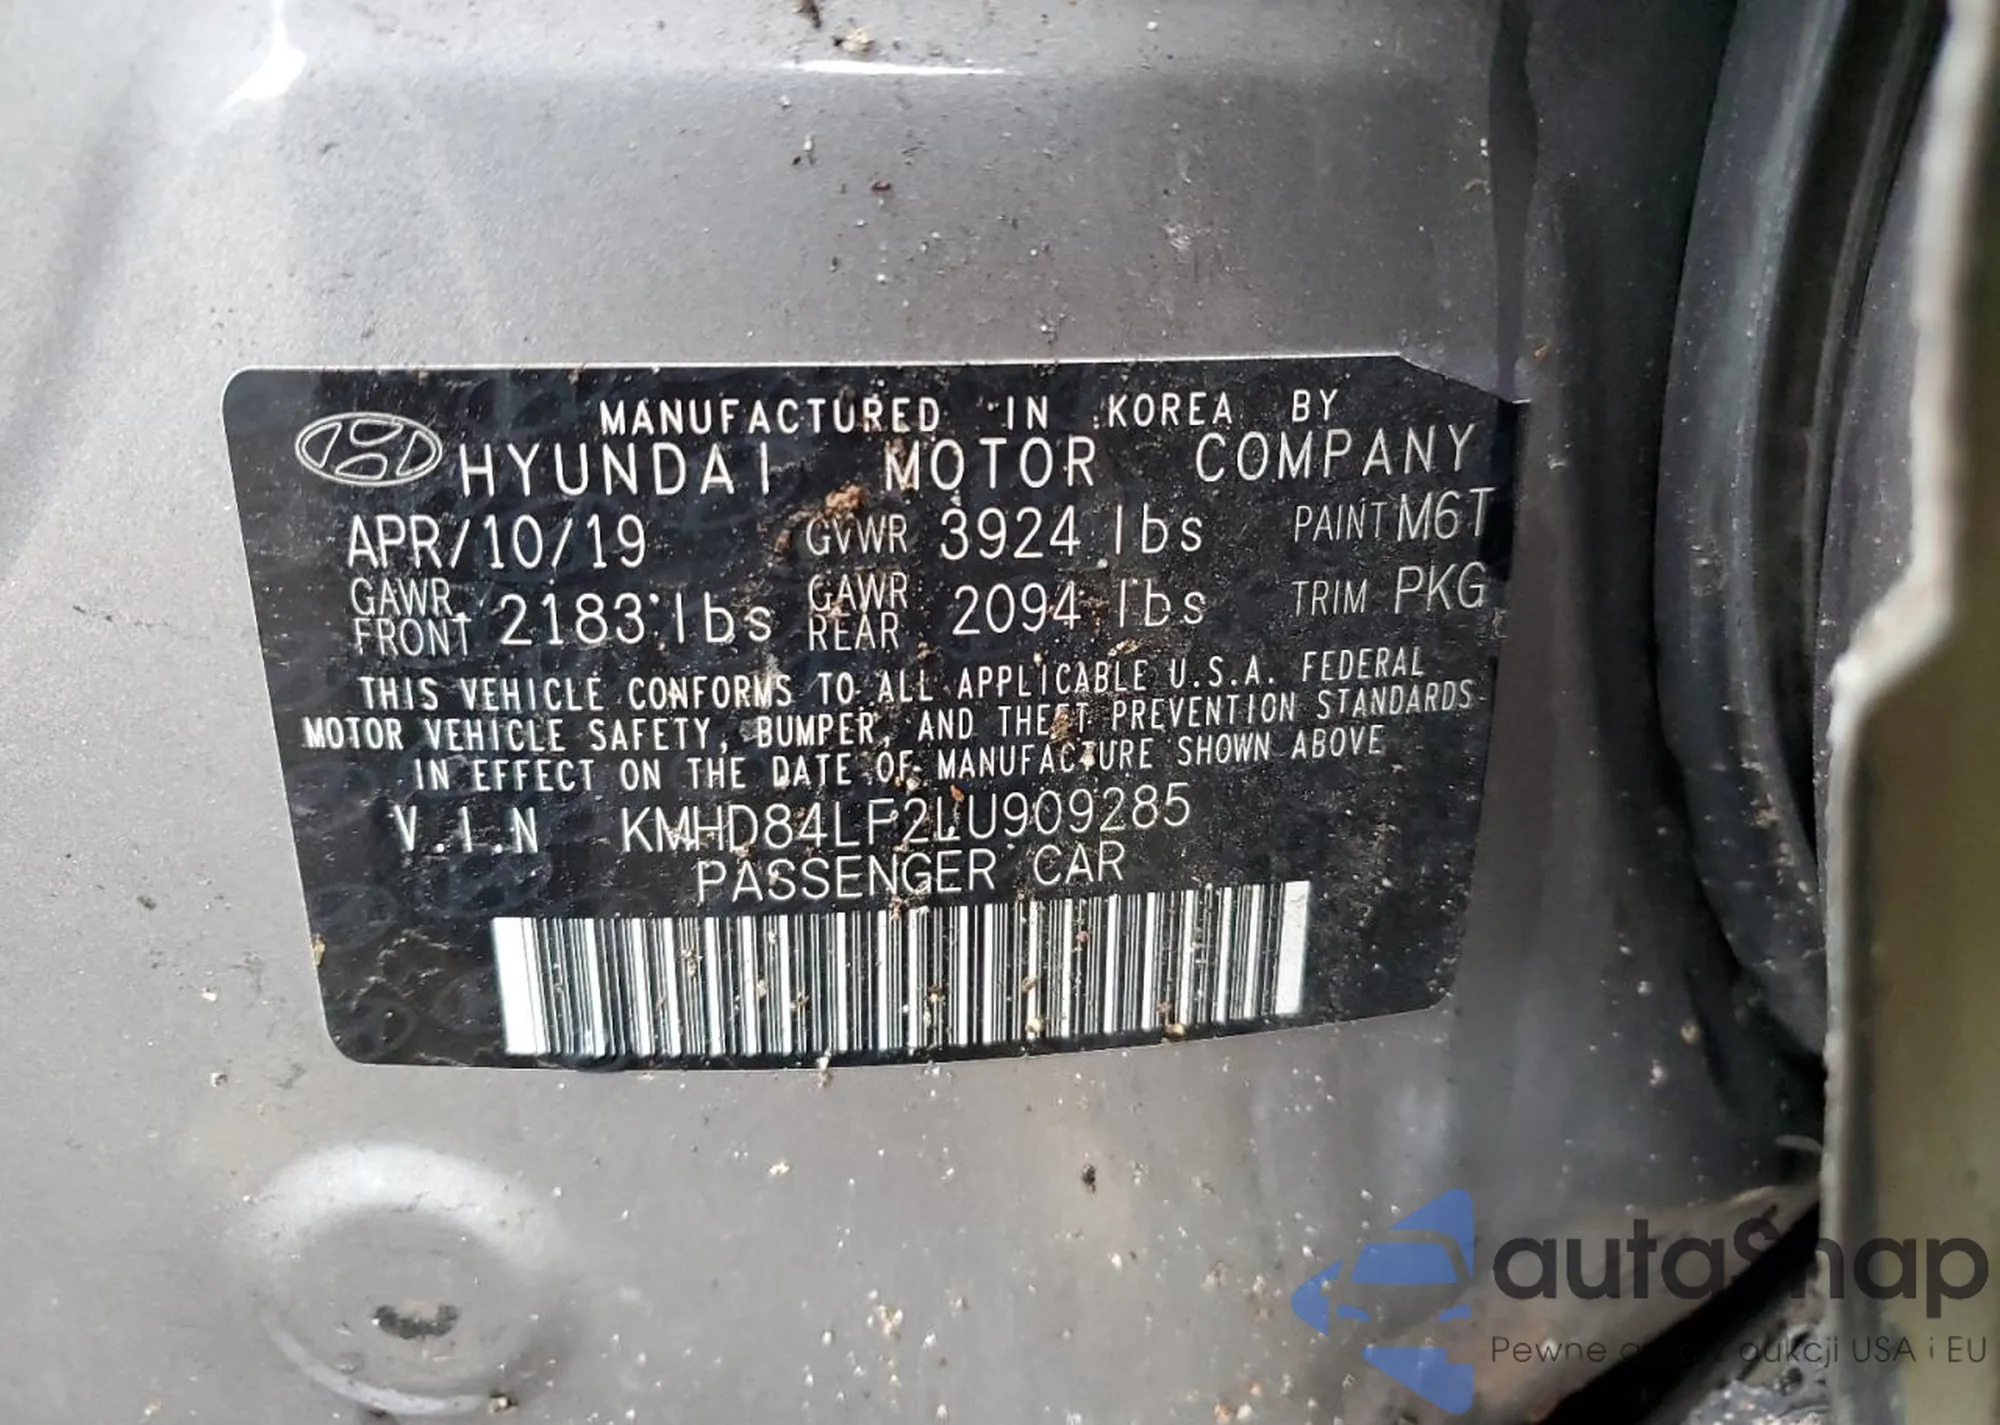 MANUFACTURED IN KOREA BY
HYUNDAI MOTOR COMPANY
APR/10/19 GVWR 3924 lbs PAINT M6T
GAWR FRONT 2183 lbs GAWR REAR 2094 lbs TRIM PKG
THIS VEHICLE CONFORMS TO ALL APPLICABLE U.S.A. FEDERAL
MOTOR VEHICLE SAFETY, BUMPER, AND THEFT PREVENTION STANDARDS
IN EFFECT ON THE DATE OF MANUFACTURE SHOWN ABOVE
V.I.N KMHD84LF2LU909285
PASSENGER CAR
autaSnap
Pewne aukcji USA i EU